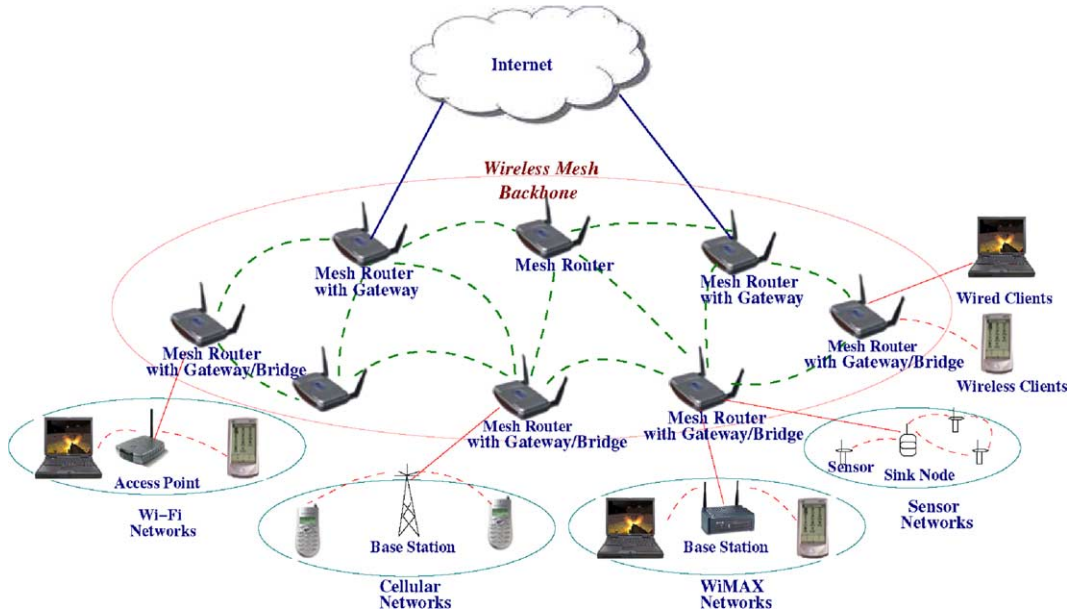 Internet
Wireless Mesh
Backbone
Mesh Router
with Gateway
Mesh Router
Mesh Router
with Gateway
Wired Clients
Mesh Router
with Gateway/Bridge
Mesh Router
with Gateway/Bridge
Wireless Clients
Mesh Router
with Gateway/Bridge
Mesh Router
with Gateway/Bridge
Access Point
Wi-Fi
Networks
Sensor
Sink Node
Sensor
Networks
Base Station
Cellular
Networks
Base Station
WiMAX
Networks